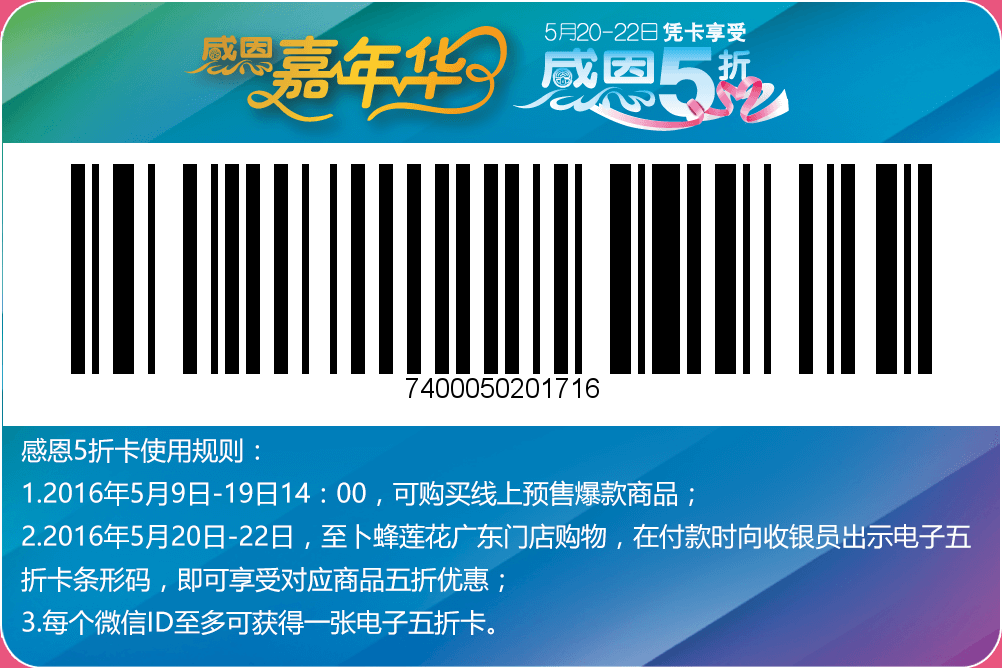 感恩嘉年华
5月20-22日 凭卡享受
感恩5折
7400050201716
感恩5折卡使用规则：
1.2016年5月9日-19日14：00，可购买线上预售爆款商品；
2.2016年5月20日-22日，至卜蜂莲花广东门店购物，在付款时向收银员出示电子五
折卡条形码，即可享受对应商品五折优惠；
3.每个微信ID至多可获得一张电子五折卡。